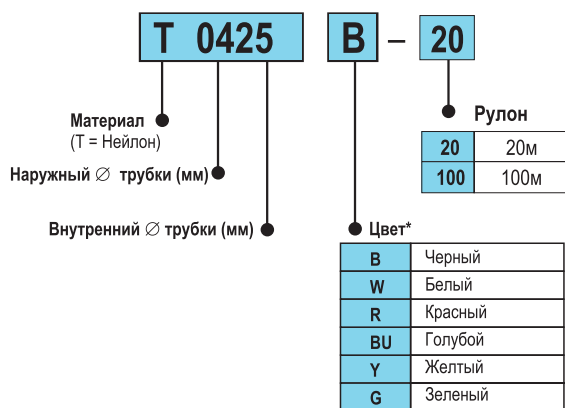 T 0425 B – 20
Материал
(T = Нейлон)
Наружный ∅ трубки (мм)
Внутренний ∅ трубки (мм)
Рулон
20 20м
100 100м
Цвет*
B Черный
W Белый
R Красный
BU Голубой
Y Желтый
G Зеленый